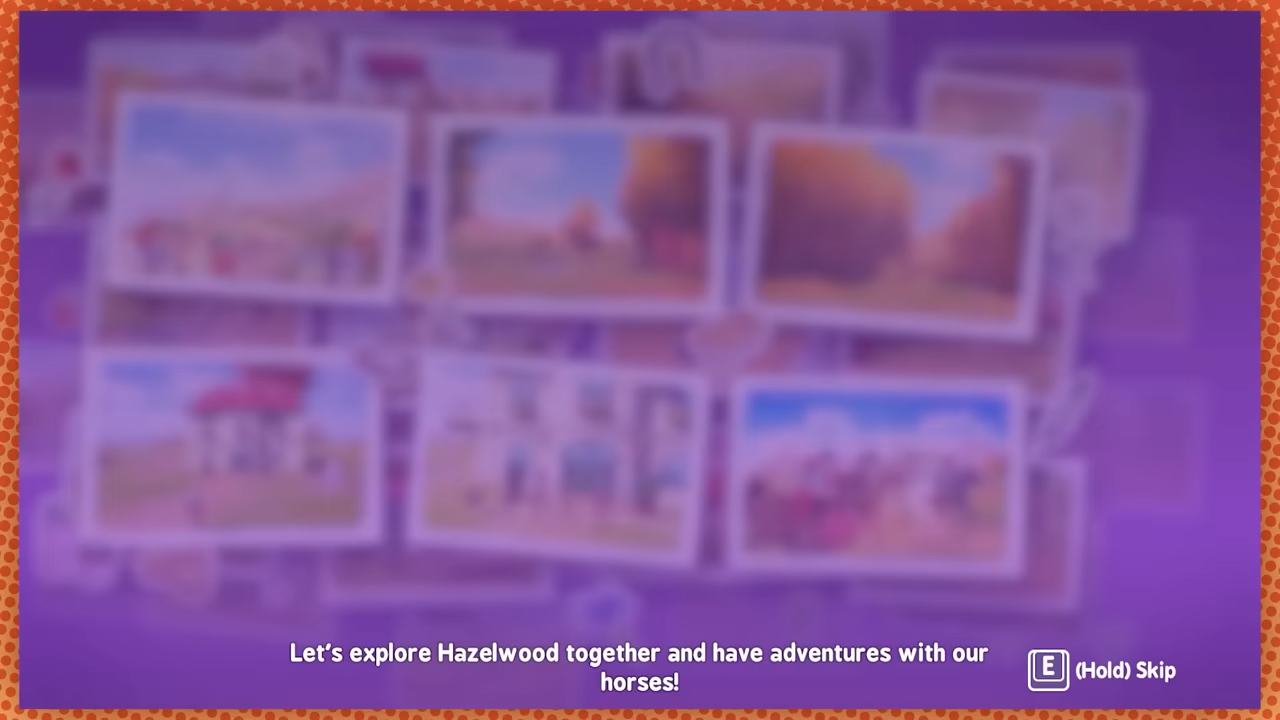 Let's explore Hazelwood together and have adventures with our
horses!
E (Hold) Skip